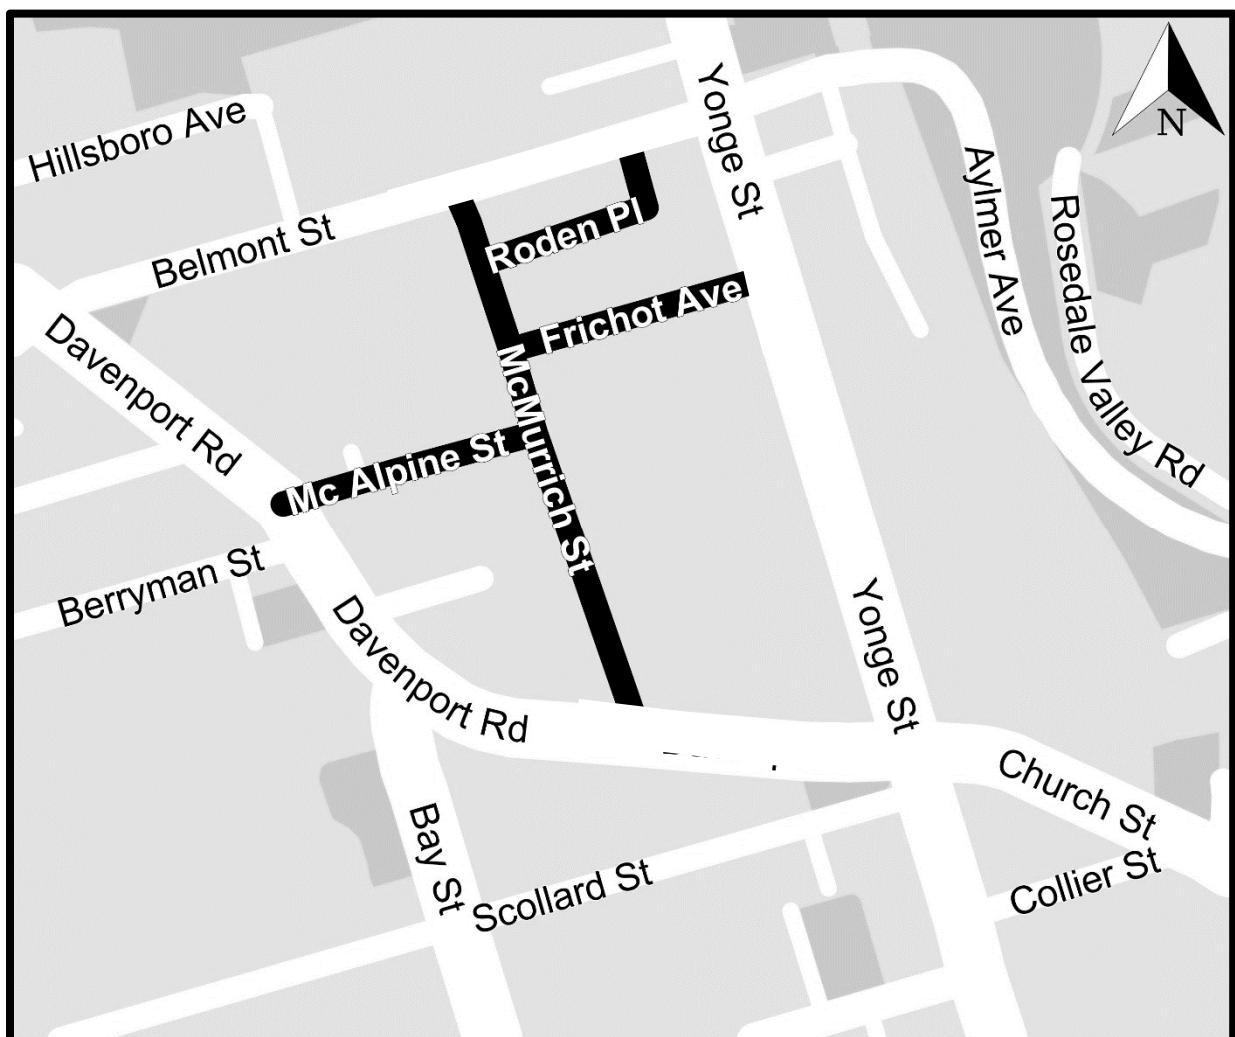 Hillsboro Ave
Yonge St
N
Belmont St
Roden Pl
Aylmer Ave
Rosedale Valley Rd
Frichot Ave
Davenport Rd
McMurrich St
Mc Alpine St
Berryman St
Davenport Rd
Yonge St
Church St
Bay St
Scollard St
Collier St